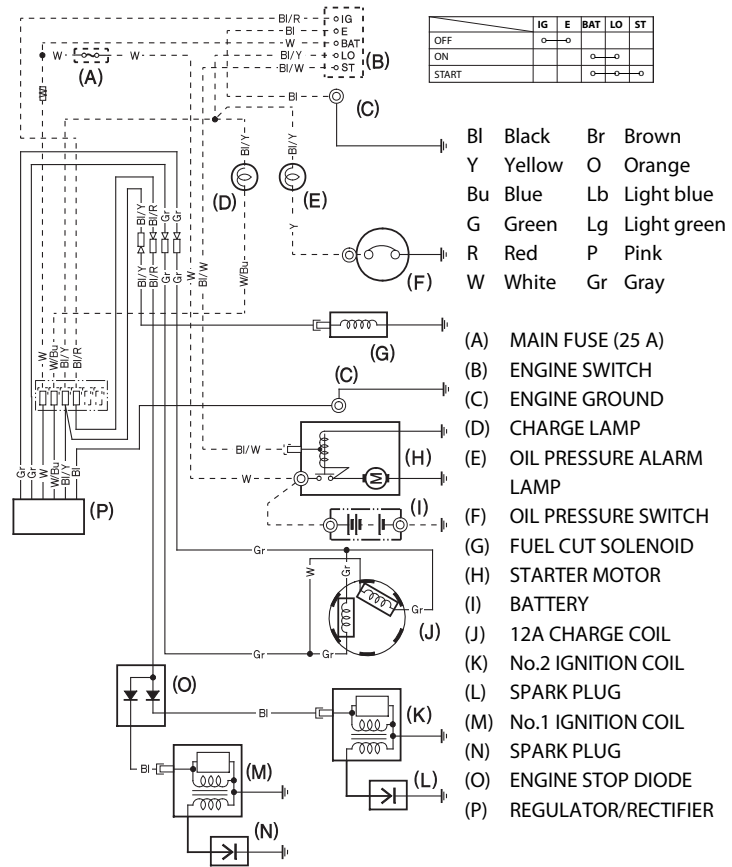 Bl/R IG
Bl E
W BAT
Bl/Y LO
Bl/W ST
(B)
IG E BAT LO ST
OFF
ON
START
W W
(A)
W
Bl
(C)
Bl/Y
Bl/Y
(D)
(E)
Y
(F)
Bl Black Br Brown
Y Yellow O Orange
Bu Blue Lb Light blue
G Green Lg Light green
R Red P Pink
W White Gr Gray
Bl/Y
Bl/R
Gr
Gr
Bl/Y
Bl/R
Gr
Gr
W
Bl/W
W/Bu
(G)
W
W/Bu
Bl/Y
Bl/R
(C)
Bl/W
W
M
(H)
(I)
Gr
Gr
W
W/Bu
Bl/Y
Bl
(P)
Gr
W
Gr
Gr
(J)
Gr
Gr
(O)
Bl
(K)
(L)
Bl
(M)
(N)
(A) MAIN FUSE (25 A)
(B) ENGINE SWITCH
(C) ENGINE GROUND
(D) CHARGE LAMP
(E) OIL PRESSURE ALARM
LAMP
(F) OIL PRESSURE SWITCH
(G) FUEL CUT SOLENOID
(H) STARTER MOTOR
(I) BATTERY
(J) 12A CHARGE COIL
(K) No.2 IGNITION COIL
(L) SPARK PLUG
(M) No.1 IGNITION COIL
(N) SPARK PLUG
(O) ENGINE STOP DIODE
(P) REGULATOR/RECTIFIER